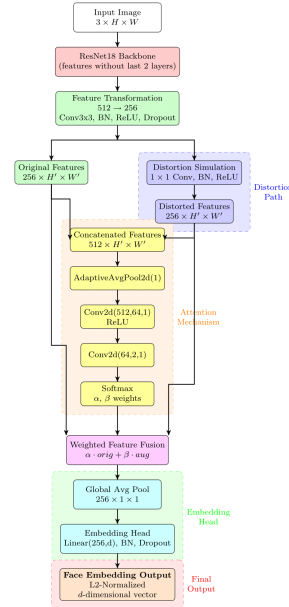 Input Image
3 × H × W
ResNet18 Backbone
(features without last 2 layers)
Feature Transformation
512 → 256
Conv3x3, BN, ReLU, Dropout
Original Features
256 × H′ × W′
Distortion Simulation
1 × 1 Conv, BN, ReLU
Distorted Features
256 × H′ × W′
Distortion
Path
Concatenated Features
512 × H′ × W′
AdaptiveAvgPool2d(1)
Conv2d(512,64,1)
ReLU
Attention
Mechanism
Conv2d(64,2,1)
Softmax
α, β weights
Weighted Feature Fusion
α · orig + β · aug
Global Avg Pool
256 × 1 × 1
Embedding
Head
Embedding Head
Linear(256,d), BN, Dropout
Face Embedding Output
L2-Normalized
d-dimensional vector
Final
Output